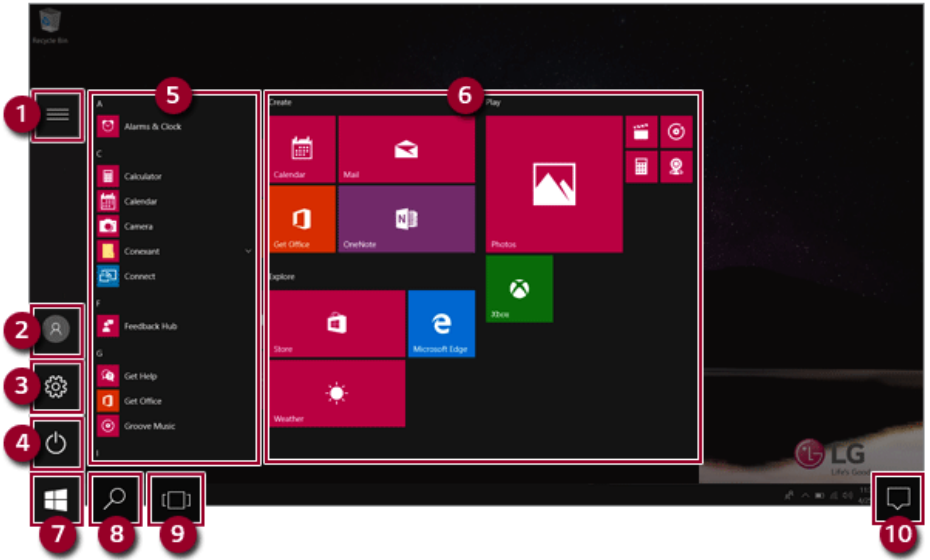 Recycle Bin
1
2
3
4
5
A
Alarms & Clock
C
Calculator
Calendar
Camera
Conexant
Connect
F
Feedback Hub
G
Get Help
Get Office
Groove Music
I
6
Create
Play
Calendar
Mail
Get Office
N
OneNote
Photos
Explore
Xbox
Store
Microsoft Edge
Weather
LG
Life's Good
7
8
9
10